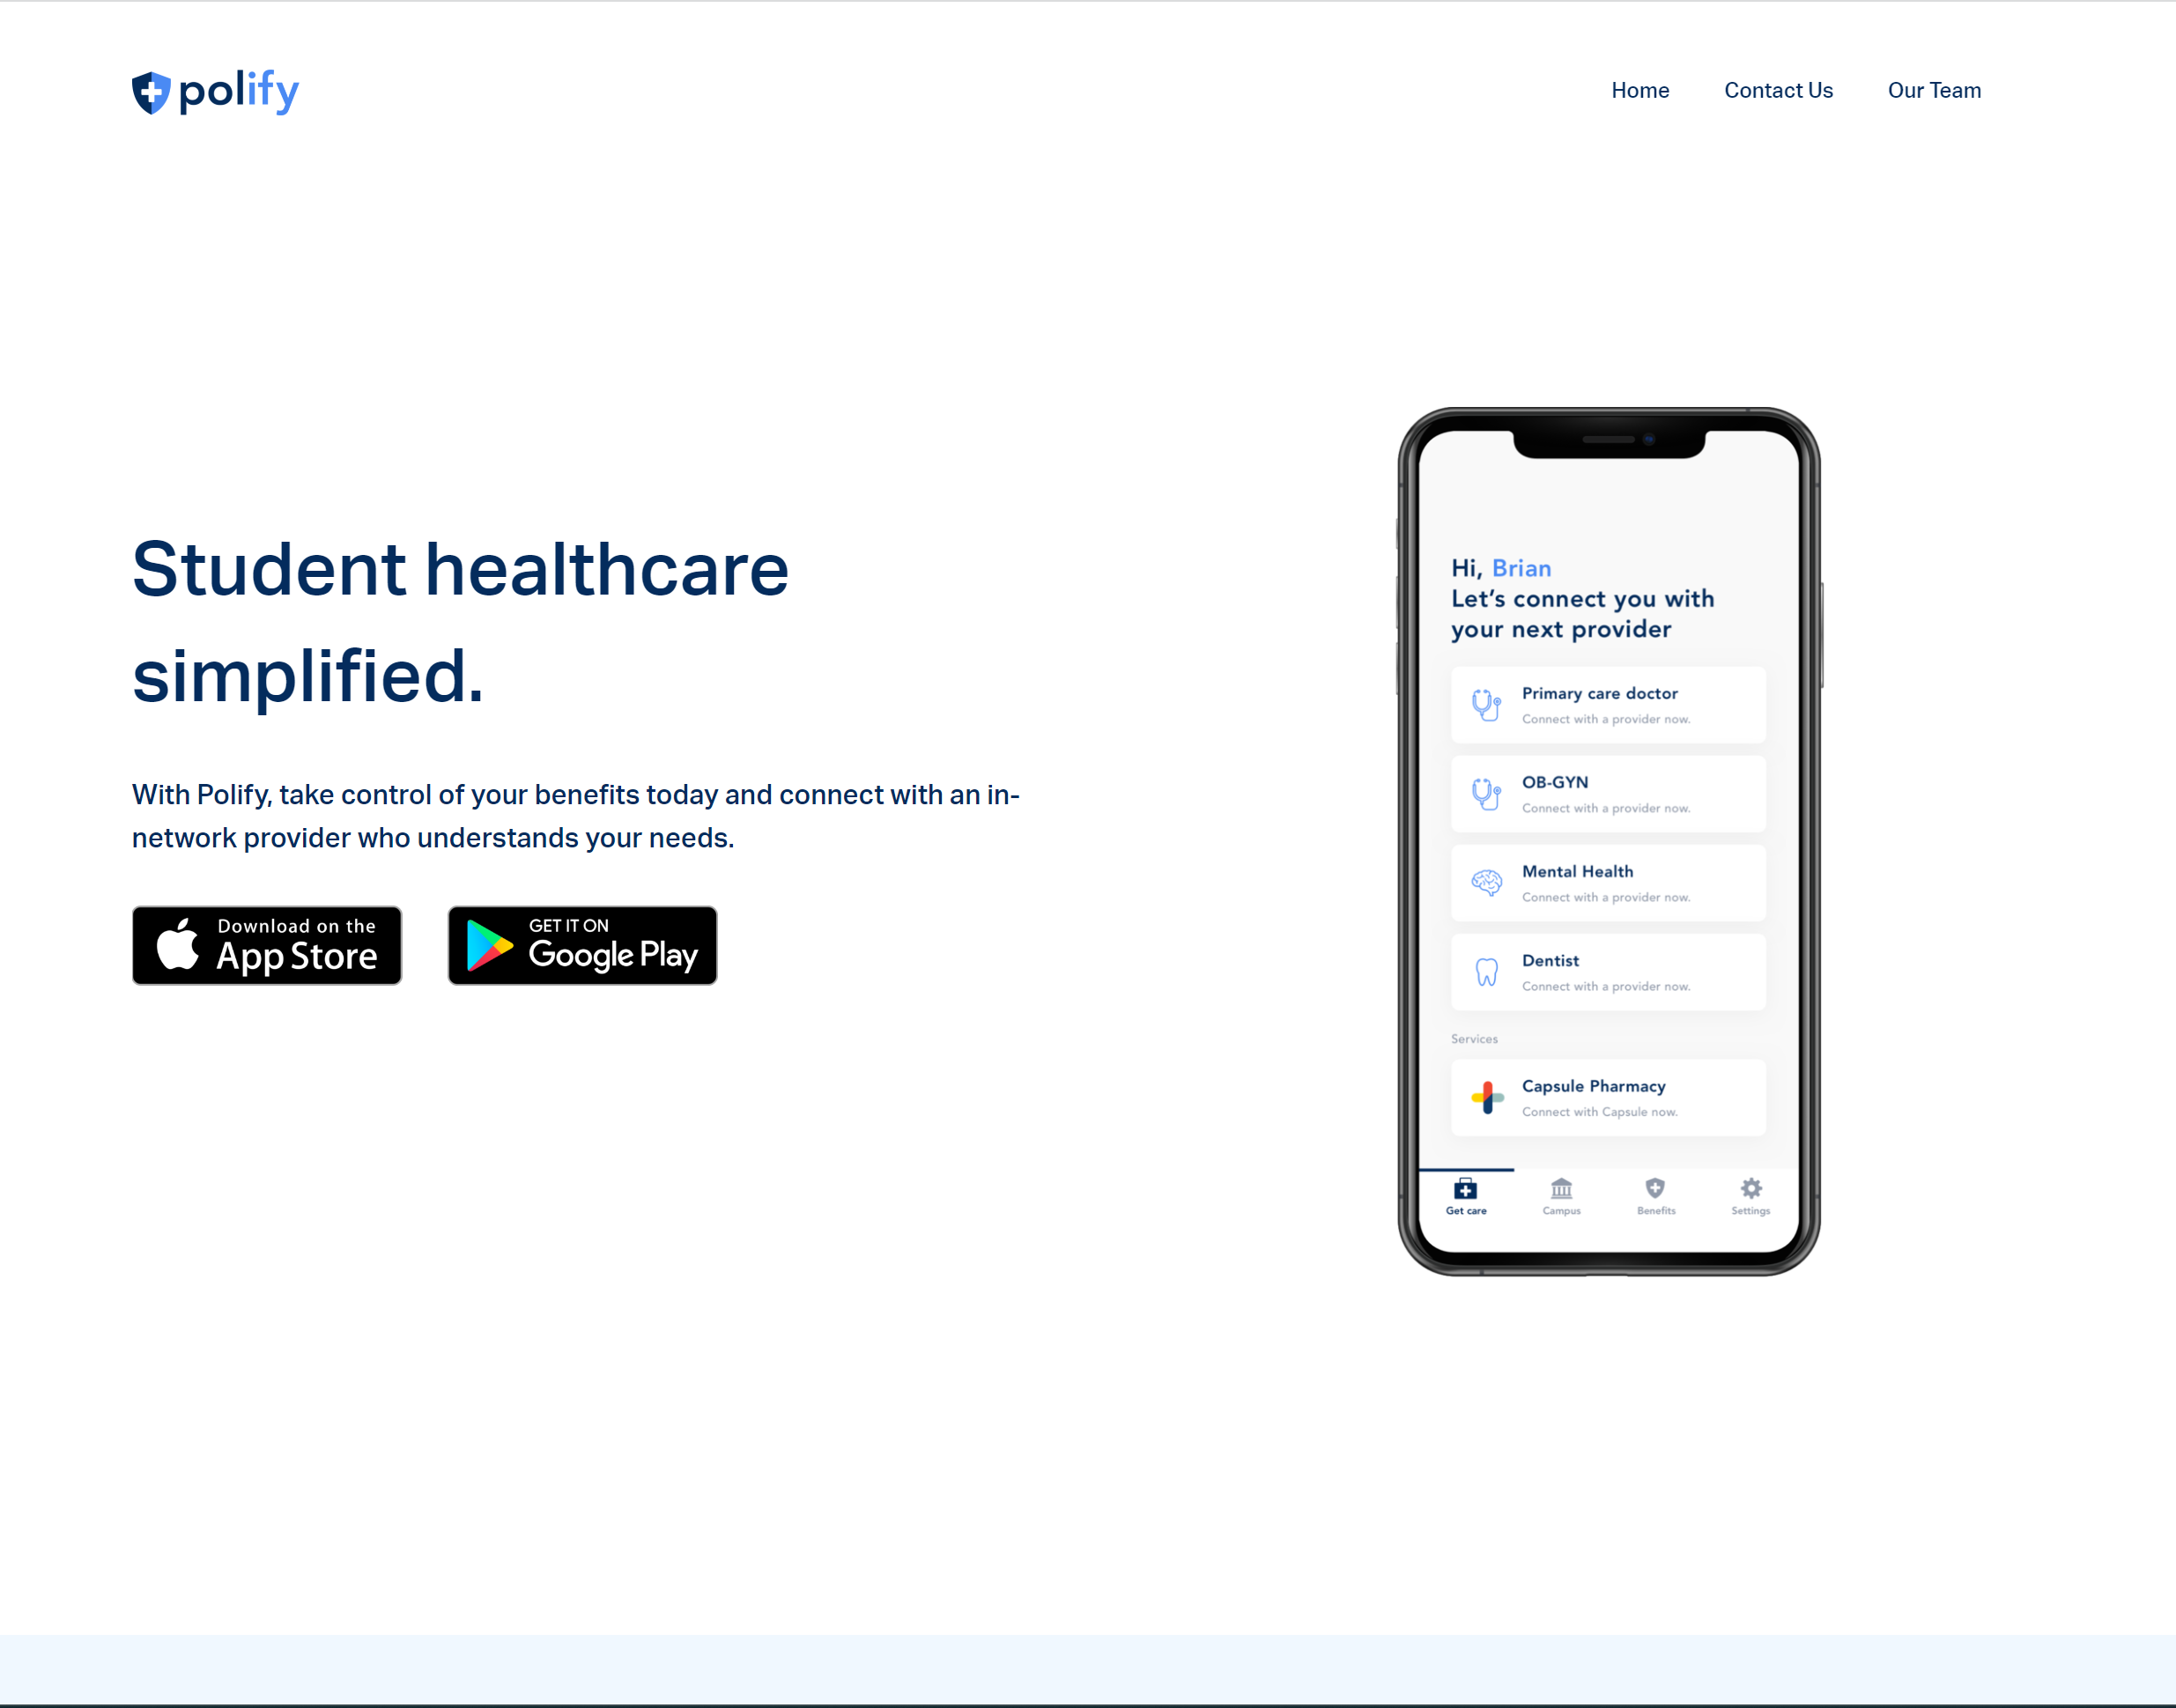 polify
Home
Contact Us
Our Team
Student healthcare
simplified.
With Polify, take control of your benefits today and connect with an in-
network provider who understands your needs.
Download on the
App Store
GET IT ON
Google Play
Hi, Brian
Let's connect you with
your next provider
Primary care doctor
Connect with a provider now.
OB-GYN
Connect with a provider now.
Mental Health
Connect with a provider now.
Dentist
Connect with a provider now.
Services
Capsule Pharmacy
Connect with Capsule now.
Get care
Campus
Benefits
Settings